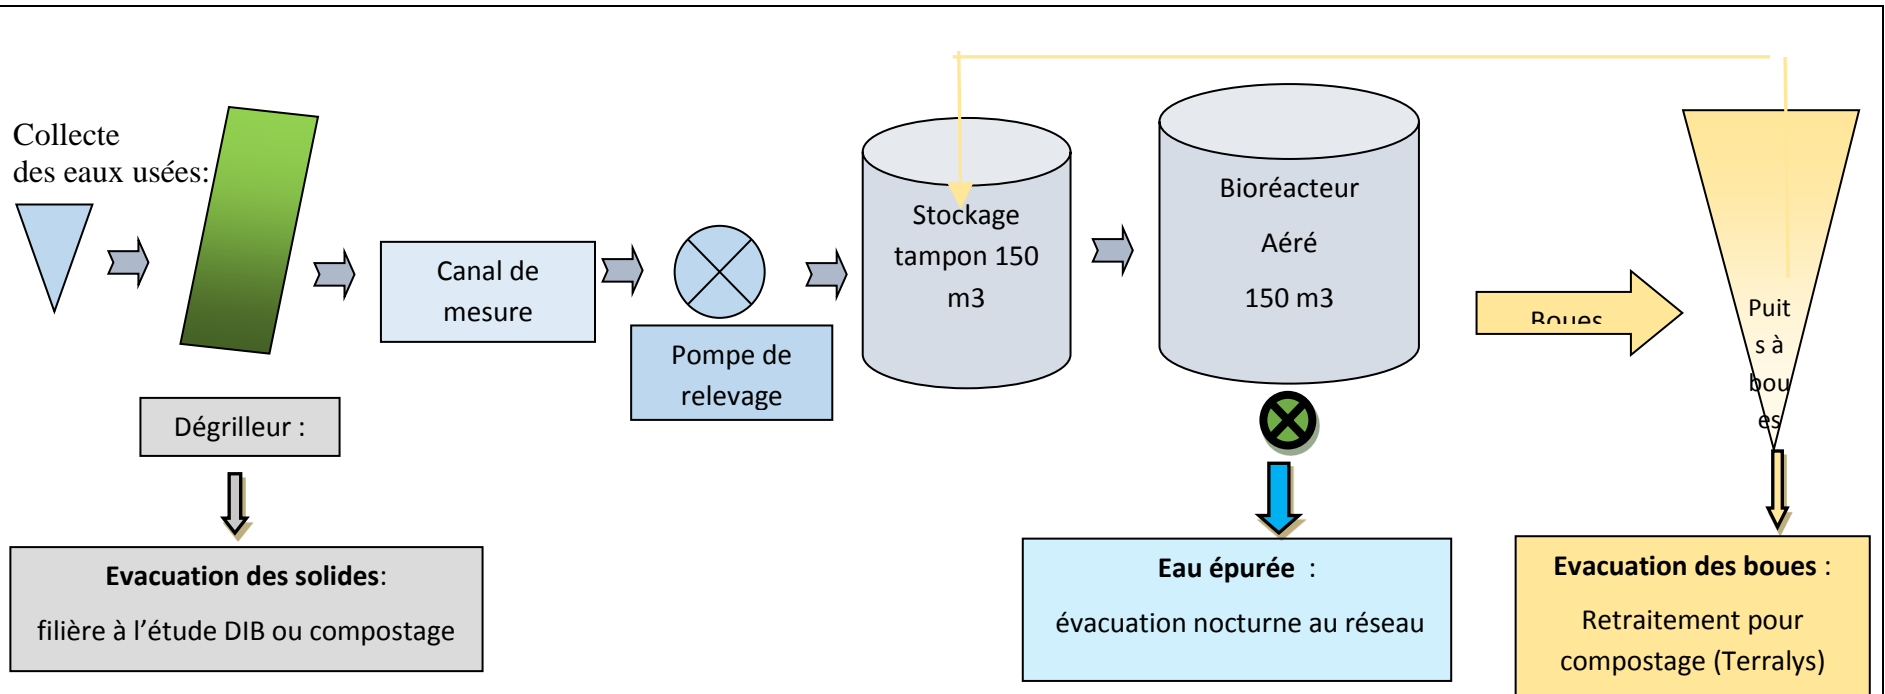 Collecte
des eaux usées:
Canal de
mesure
Pompe de
relevage
Stockage
tampon 150
m3
Bioréacteur
Aéré
150 m3
Boues
Puit
s à
bou
es
Dégrilleur :
Evacuation des solides:
filière à l’étude DIB ou compostage
Eau épurée :
évacuation nocturne au réseau
Evacuation des boues :
Retraitement pour
compostage (Terralys)